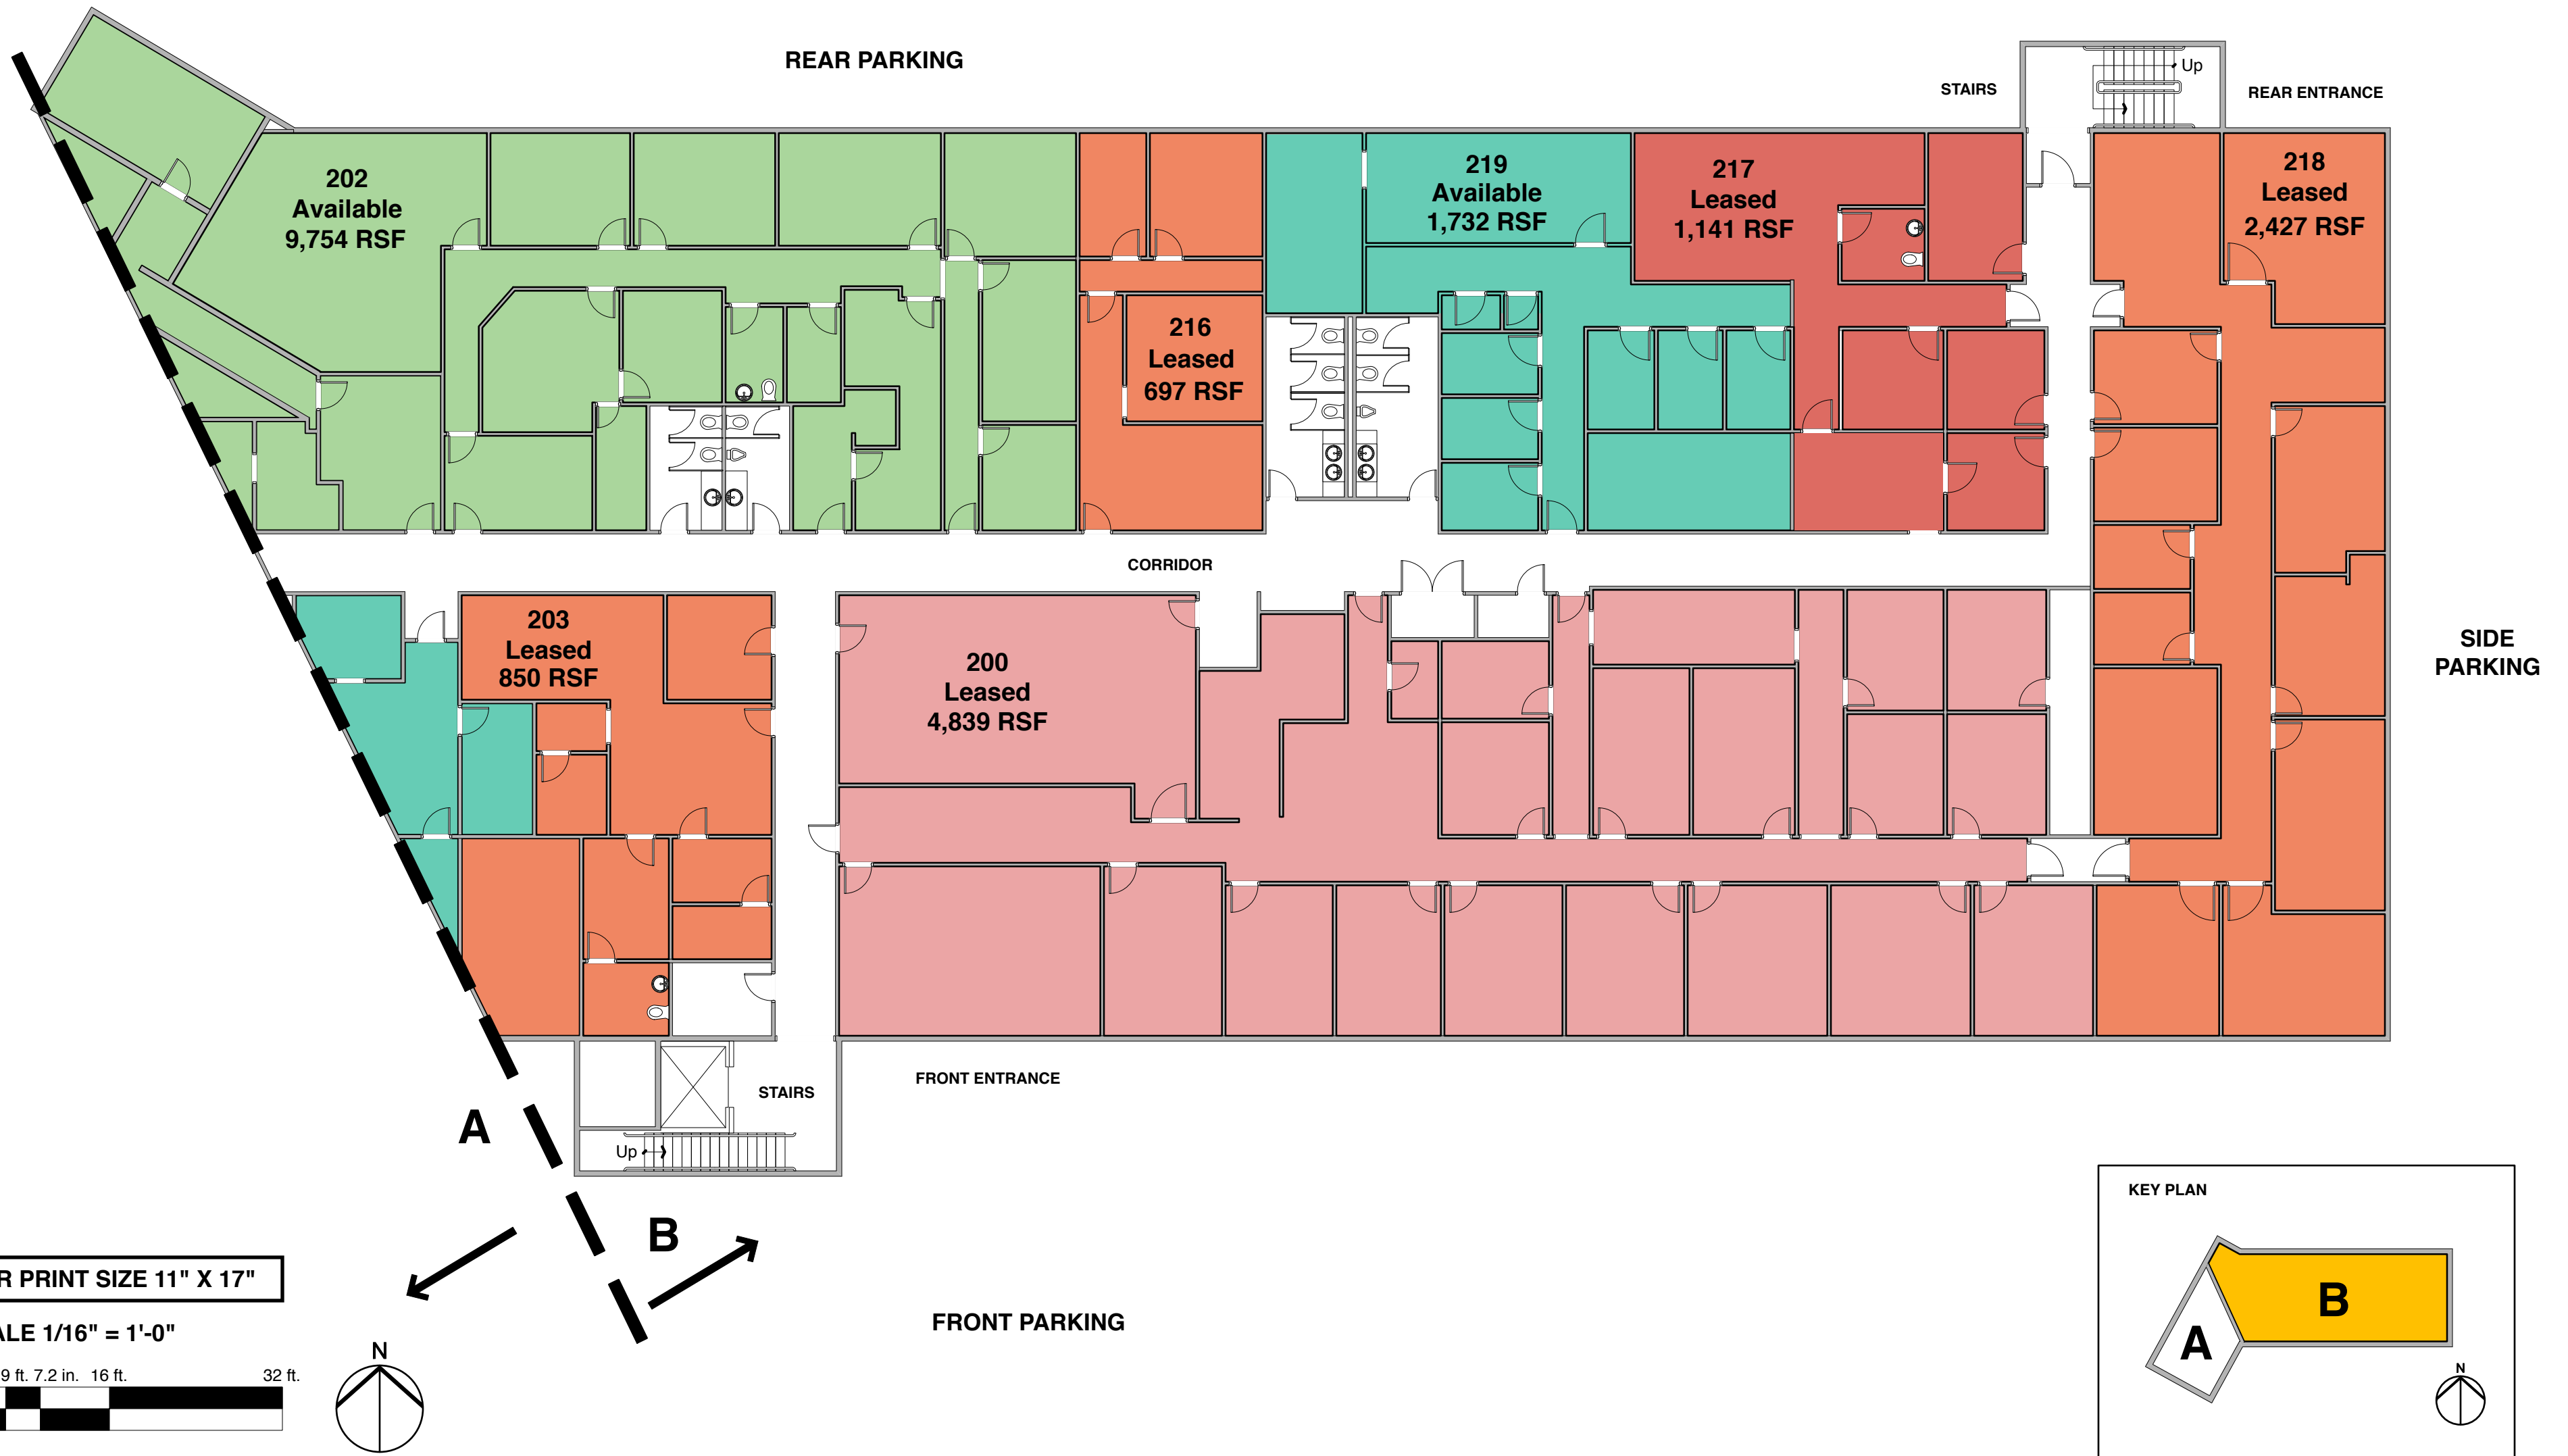 REAR PARKING
STAIRS
Up
REAR ENTRANCE
202
Available
9,754 RSF
219
Available
1,732 RSF
217
Leased
1,141 RSF
218
Leased
2,427 RSF
216
Leased
697 RSF
CORRIDOR
203
Leased
850 RSF
200
Leased
4,839 RSF
SIDE
PARKING
FRONT ENTRANCE
STAIRS
Up
A
B
FRONT PARKING
R PRINT SIZE 11" X 17"
ALE 1/16" = 1'-0"
9 ft. 7.2 in. 16 ft. 32 ft.
N
KEY PLAN
B
A
N